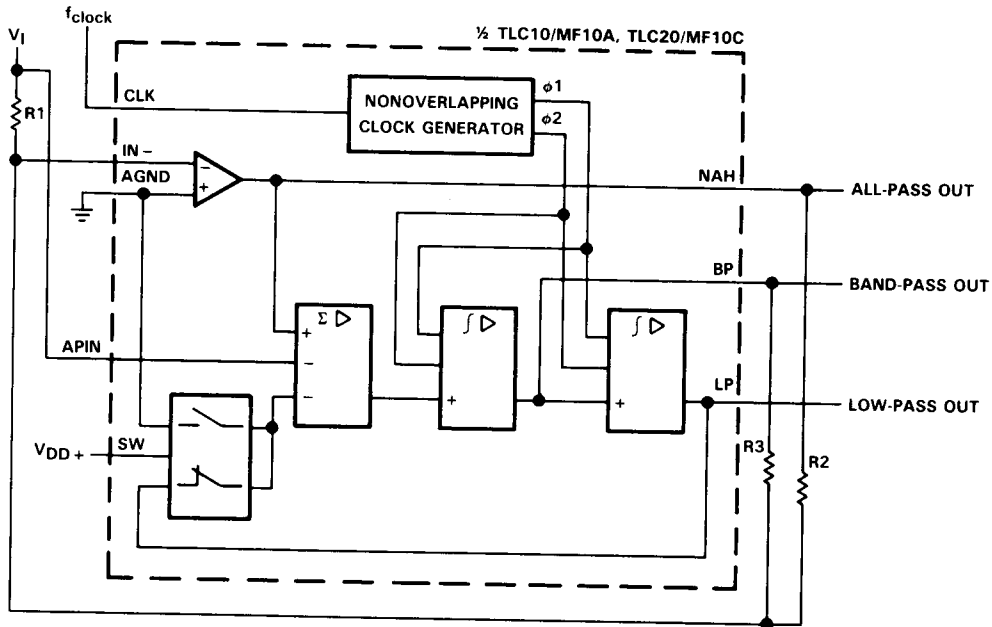 fclock
½ TLC10/MF10A, TLC20/MF10C
VI
R1
CLK
NONOVERLAPPING
CLOCK GENERATOR
ϕ1
ϕ2
IN −
AGND
−
+
NAH
ALL-PASS OUT
BP
BAND-PASS OUT
Σ ▷
∫ ▷
∫ ▷
+
APIN
−
−
+
+
LP
LOW-PASS OUT
VDD +
SW
R3
R2